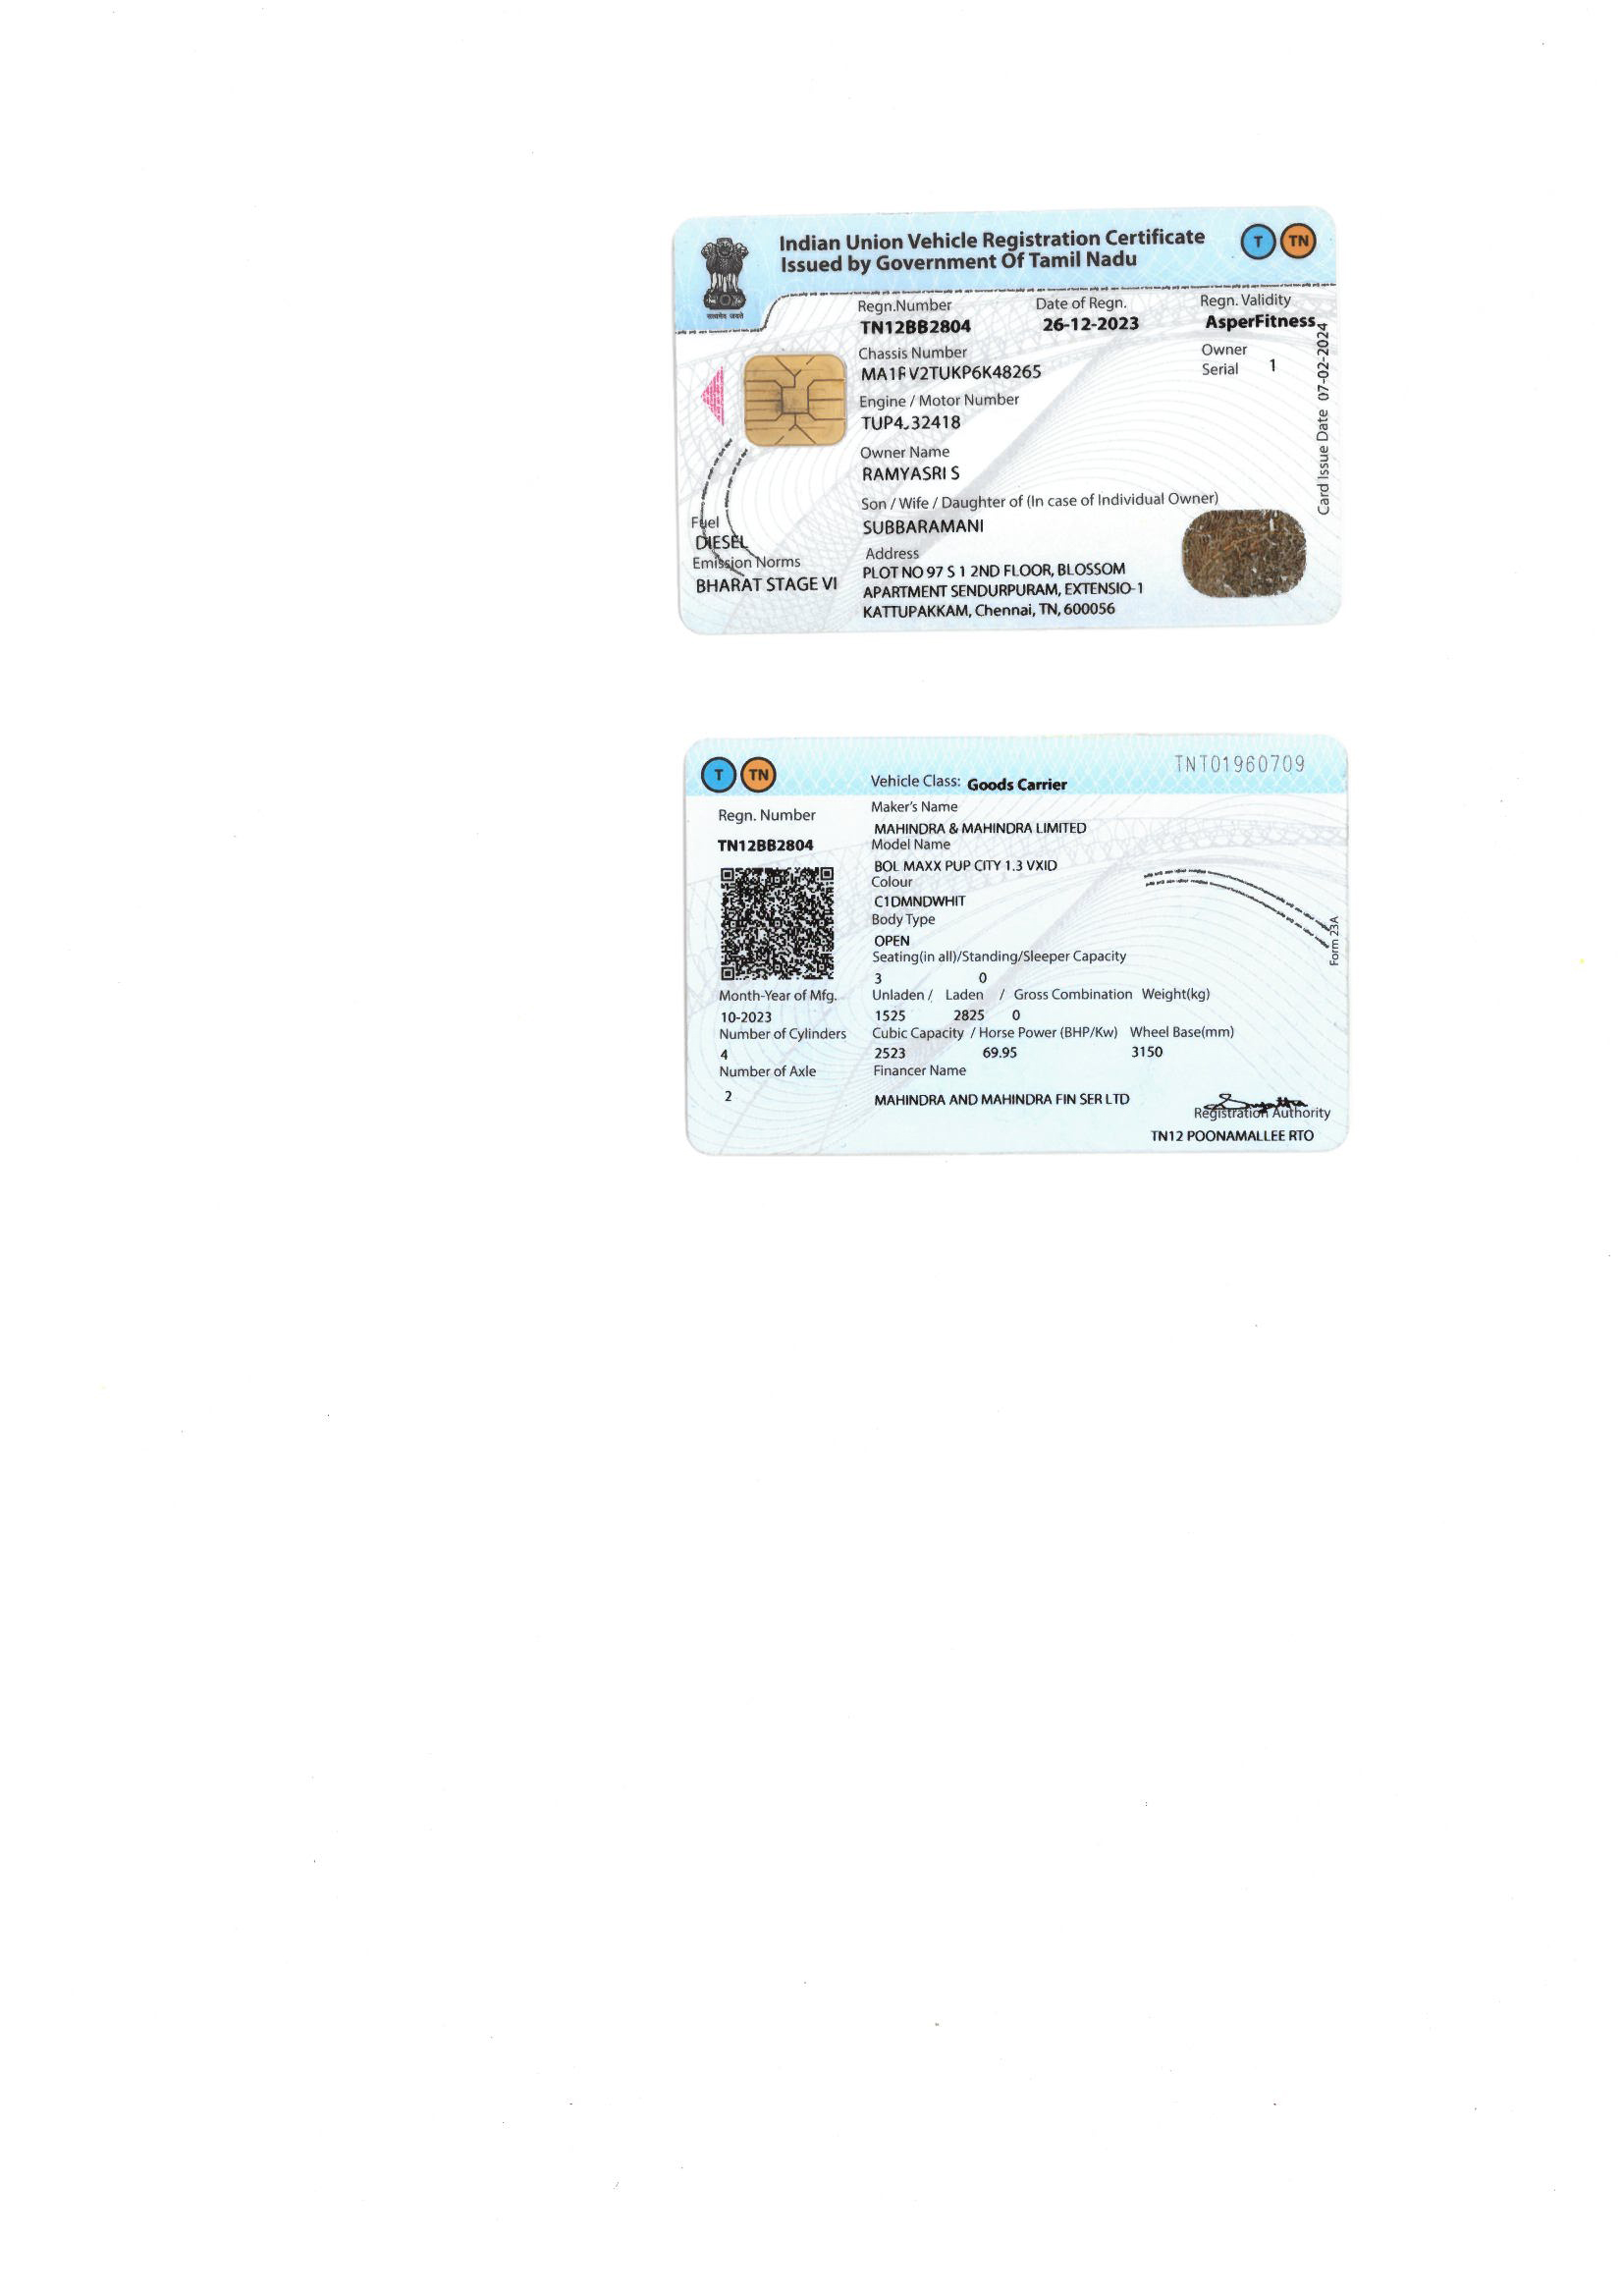 Indian Union Vehicle Registration Certificate
Issued by Government Of Tamil Nadu
T TN
सत्यमेव जयते
Regn.Number Date of Regn. Regn. Validity
TN12BB2804 26-12-2023 AsperFitness
Chassis Number
MA1RV2TUKP6K48265
Owner
Serial 1
Engine / Motor Number
TUP4J32418
Owner Name
RAMYASRI S
Son / Wife / Daughter of (In case of Individual Owner)
SUBBARAMANI
Address
PLOT NO 97 S 1 2ND FLOOR, BLOSSOM
APARTMENT SENDURPURAM, EXTENSIO-1
KATTUPAKKAM, Chennai, TN, 600056
Fuel
DIESEL
Emission Norms
BHARAT STAGE VI
Card Issue Date 07-02-2024
T TN
Vehicle Class: Goods Carrier
TNT01960709
Regn. Number
TN12BB2804
Maker's Name
MAHINDRA & MAHINDRA LIMITED
Model Name
BOL MAXX PUP CITY 1.3 VXID
Colour
C1DMNDWHIT
Body Type
OPEN
Seating(in all)/Standing/Sleeper Capacity
3 0
Month-Year of Mfg.
10-2023
Unladen / Laden / Gross Combination Weight(kg)
1525 2825 0
Number of Cylinders
4
Cubic Capacity / Horse Power (BHP/Kw) Wheel Base(mm)
2523 69.95 3150
Number of Axle
2
Financer Name
MAHINDRA AND MAHINDRA FIN SER LTD
Form 23A
Registration Authority
TN12 POONAMALLEE RTO